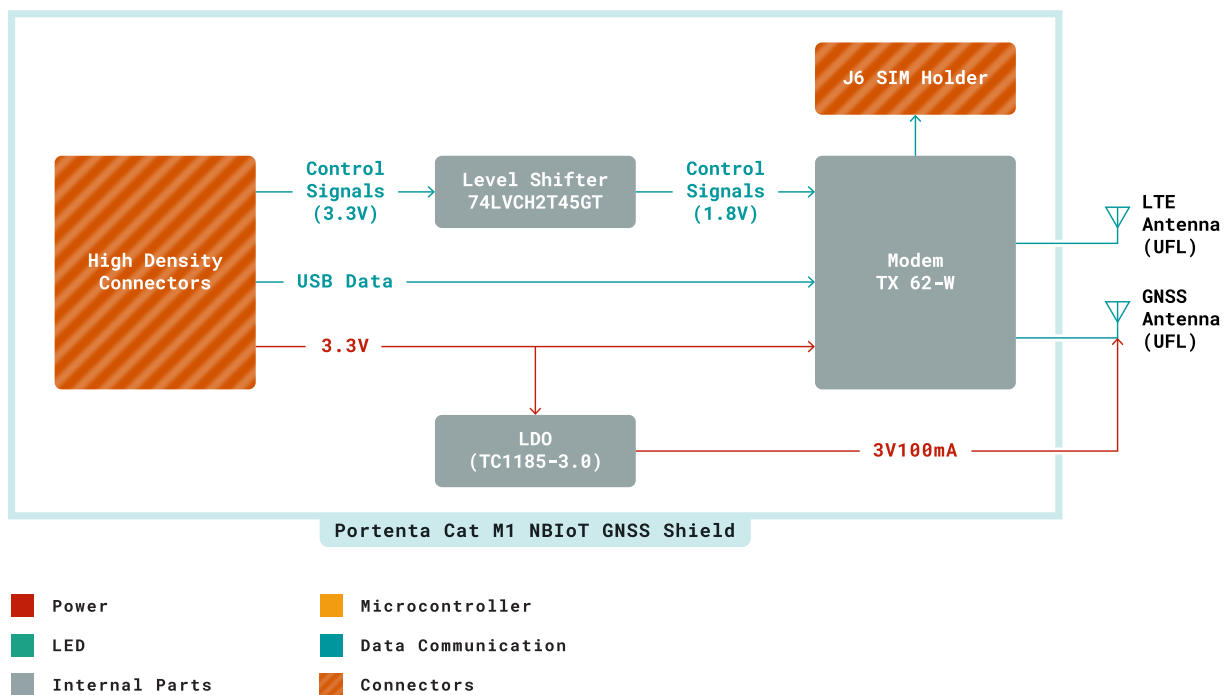 J6 SIM Holder
Control
Signals
(3.3V)
Level Shifter
74LVCH2T45GT
Control
Signals
(1.8V)
High Density
Connectors
USB Data
3.3V
Modem
TX 62-W
LTE
Antenna
(UFL)
GNSS
Antenna
(UFL)
LDO
(TC1185-3.0)
3V100mA
Portenta Cat M1 NBIoT GNSS Shield
Power
Microcontroller
LED
Data Communication
Internal Parts
Connectors